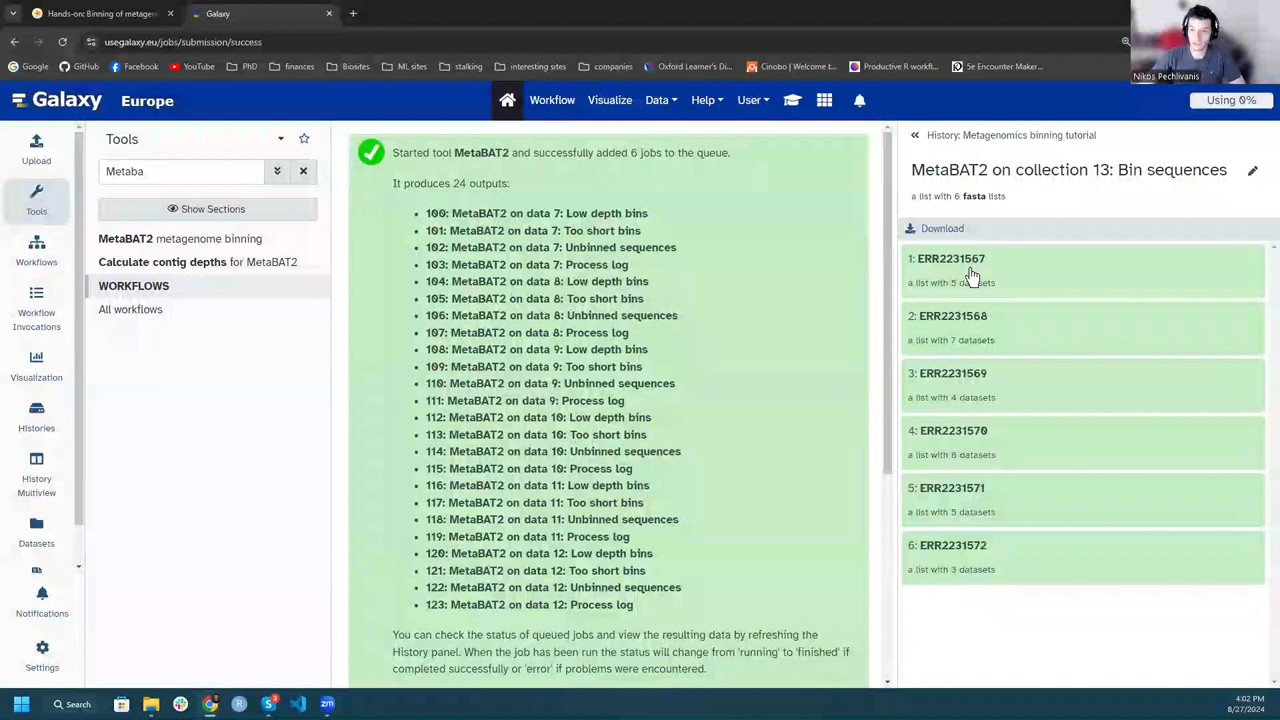 Hands-on: Binning of metagen
Galaxy
usegalaxy.eu/jobs/submission/success
Google
GitHub
Facebook
YouTube
PhD
finances
Biosites
ML sites
stalking
interesting sites
companies
Oxford Learner's Di...
Cinobo | Welcome t...
Productive R workfl...
5e Encounter Maker...
Nikos Pechlivanis
Galaxy Europe
Workflow
Visualize
Data
Help
User
Using 0%
Upload
Tools
Workflows
Workflow
Invocations
Visualization
Histories
History
Multiview
Datasets
Notifications
Settings
Tools
Metaba
Show Sections
MetaBAT2 metagenome binning
Calculate contig depths for MetaBAT2
WORKFLOWS
All workflows
Started tool MetaBAT2 and successfully added 6 jobs to the queue.
It produces 24 outputs:
100: MetaBAT2 on data 7: Low depth bins
101: MetaBAT2 on data 7: Too short bins
102: MetaBAT2 on data 7: Unbinned sequences
103: MetaBAT2 on data 7: Process log
104: MetaBAT2 on data 8: Low depth bins
105: MetaBAT2 on data 8: Too short bins
106: MetaBAT2 on data 8: Unbinned sequences
107: MetaBAT2 on data 8: Process log
108: MetaBAT2 on data 9: Low depth bins
109: MetaBAT2 on data 9: Too short bins
110: MetaBAT2 on data 9: Unbinned sequences
111: MetaBAT2 on data 9: Process log
112: MetaBAT2 on data 10: Low depth bins
113: MetaBAT2 on data 10: Too short bins
114: MetaBAT2 on data 10: Unbinned sequences
115: MetaBAT2 on data 10: Process log
116: MetaBAT2 on data 11: Low depth bins
117: MetaBAT2 on data 11: Too short bins
118: MetaBAT2 on data 11: Unbinned sequences
119: MetaBAT2 on data 11: Process log
120: MetaBAT2 on data 12: Low depth bins
121: MetaBAT2 on data 12: Too short bins
122: MetaBAT2 on data 12: Unbinned sequences
123: MetaBAT2 on data 12: Process log
You can check the status of queued jobs and view the resulting data by refreshing the
History panel. When the job has been run the status will change from 'running' to 'finished' if
completed successfully or 'error' if problems were encountered.
History: Metagenomics binning tutorial
MetaBAT2 on collection 13: Bin sequences
a list with 6 fasta lists
Download
1: ERR2231567
a list with 5 datasets
2: ERR2231568
a list with 7 datasets
3: ERR2231569
a list with 4 datasets
4: ERR2231570
a list with 8 datasets
5: ERR2231571
a list with 5 datasets
6: ERR2231572
a list with 3 datasets
Search
4:02 PM
8/27/2024